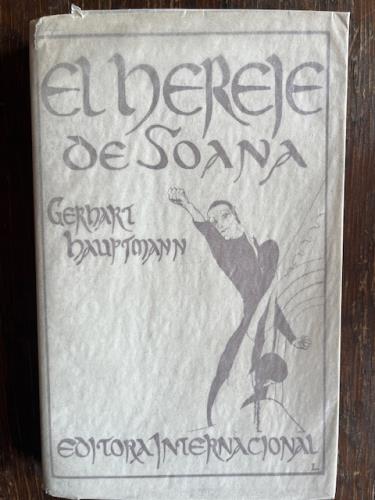 El Hereje
de Soana
Gerhart
Hauptmann
Editora Internacional
L